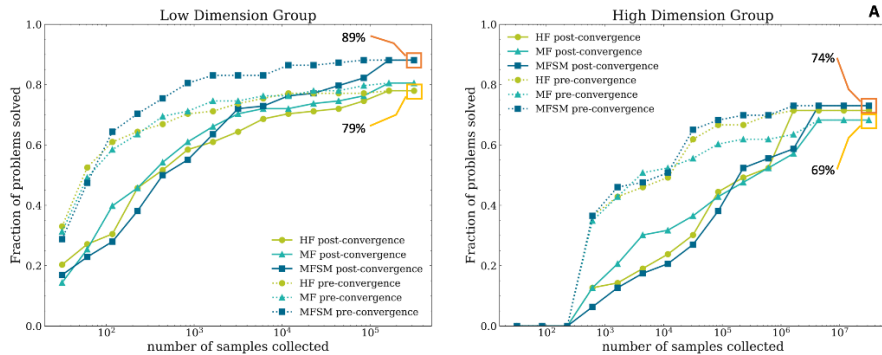 Low Dimension Group
1.0
0.8
0.6
0.4
0.2
0.0
Fraction of problems solved
89%
79%
HF post-convergence
MF post-convergence
MFSM post-convergence
HF pre-convergence
MF pre-convergence
MFSM pre-convergence
10² 10³ 10⁴ 10⁵
number of samples collected
High Dimension Group
A
1.0
0.8
0.6
0.4
0.2
0.0
Fraction of problems solved
HF post-convergence
MF post-convergence
MFSM post-convergence
HF pre-convergence
MF pre-convergence
MFSM pre-convergence
74%
69%
10² 10³ 10⁴ 10⁵ 10⁶ 10⁷
number of samples collected